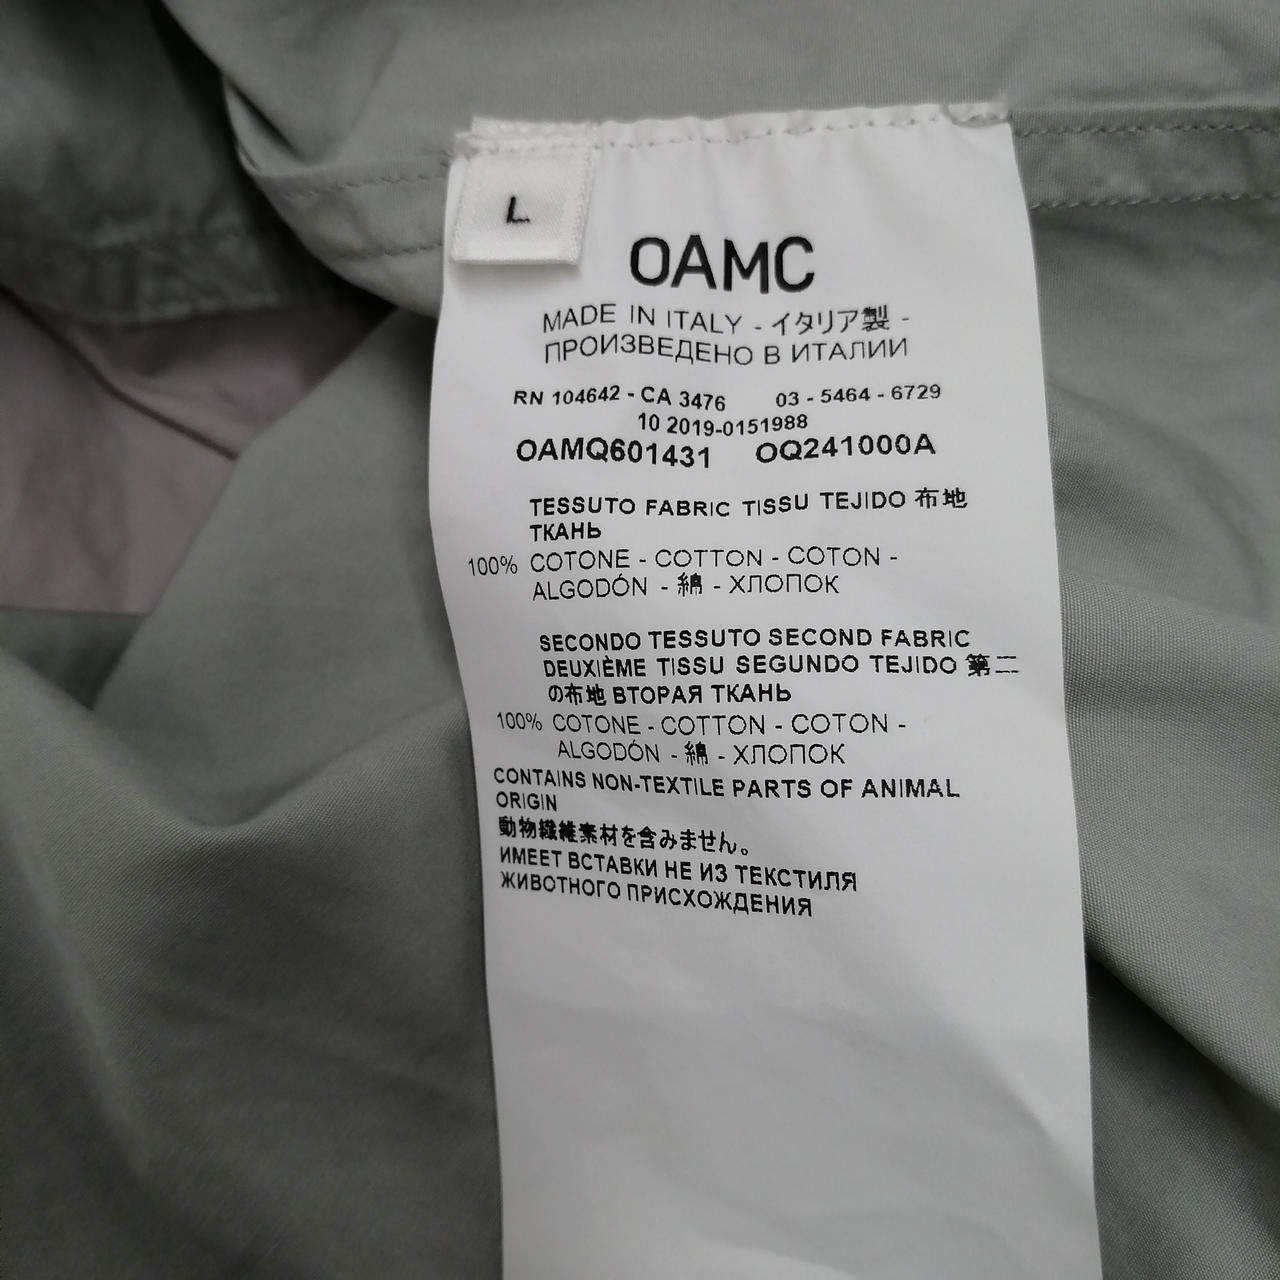 L
OAMC
MADE IN ITALY - イタリア製 -
ПРОИЗВЕДЕНО В ИТАЛИИ
RN 104642 - CA 3476 03 - 5464 - 6729
10 2019-0151988
OAMQ601431 OQ241000A
TESSUTO FABRIC TISSU TEJIDO 布地
ТКАНЬ
100% COTONE - COTTON - COTON -
ALGODÓN - 綿 - ХЛОПОК
SECONDO TESSUTO SECOND FABRIC
DEUXIÈME TISSU SEGUNDO TEJIDO 第二
の布地 ВТОРАЯ ТКАНЬ
100% COTONE - COTTON - COTON -
ALGODÓN - 綿 - ХЛОПОК
CONTAINS NON-TEXTILE PARTS OF ANIMAL
ORIGIN
動物繊維素材を含みません。
ИМЕЕТ ВСТАВКИ НЕ ИЗ ТЕКСТИЛЯ
ЖИВОТНОГО ПРИСХОЖДЕНИЯ